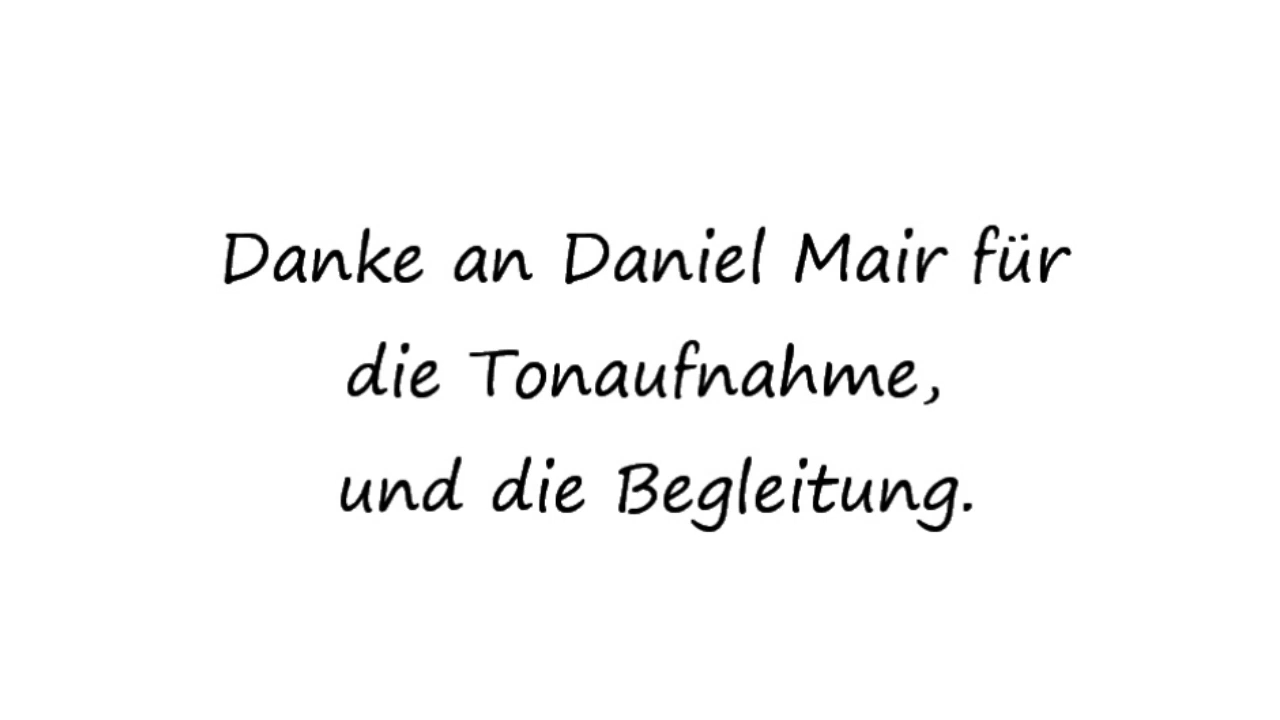 Danke an Daniel Mair für
die Tonaufnahme,
und die Begleitung.